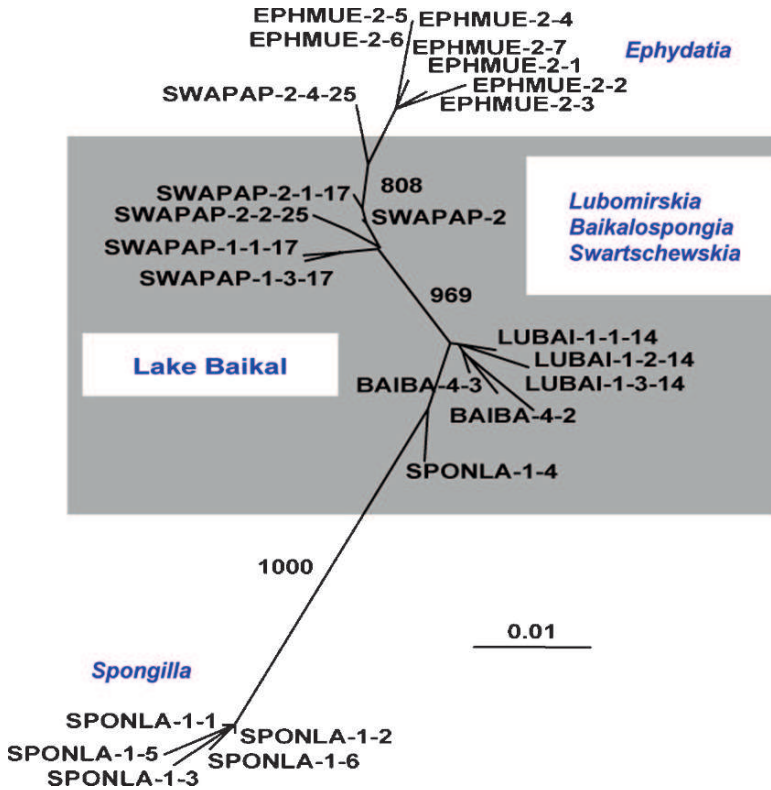 EPHMUE-2-5
EPHMUE-2-4
EPHMUE-2-6
EPHMUE-2-7
Ephydatia
EPHMUE-2-1
EPHMUE-2-2
SWAPAP-2-4-25
EPHMUE-2-3
808
SWAPAP-2-1-17
Lubomirskia
SWAPAP-2-2-25
SWAPAP-2
Baikalospongia
SWAPAP-1-1-17
Swartschewskia
SWAPAP-1-3-17
969
LUBAI-1-1-14
Lake Baikal
LUBAI-1-2-14
BAIBA-4-3
LUBAI-1-3-14
BAIBA-4-2
SPONLA-1-4
1000
0.01
Spongilla
SPONLA-1-1
SPONLA-1-2
SPONLA-1-5
SPONLA-1-6
SPONLA-1-3